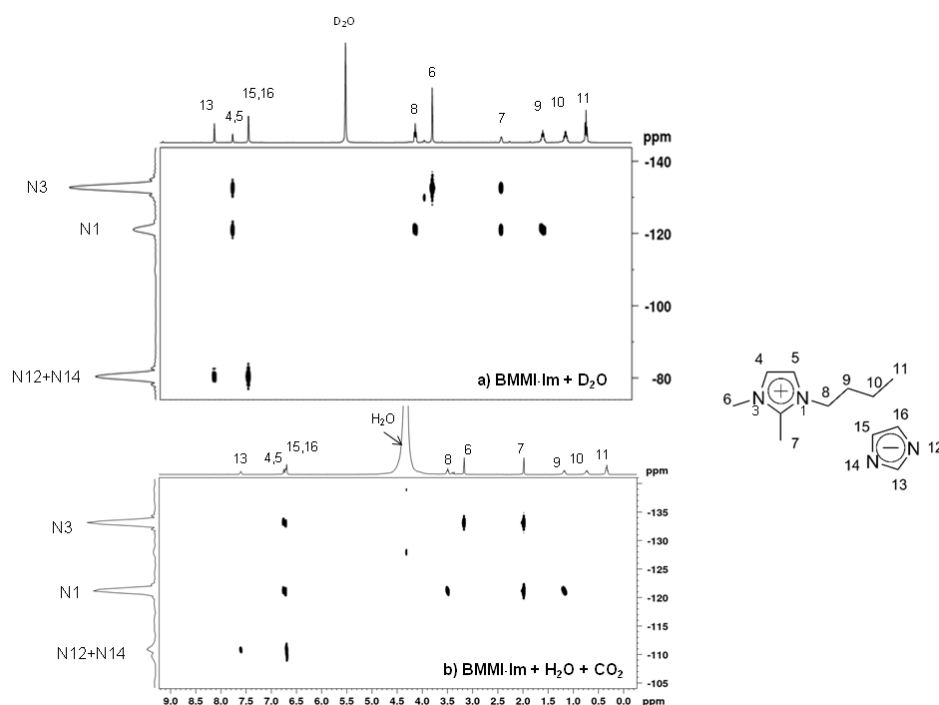 D₂O
13
4,5
15,16
8
6
7
9
10
11
ppm
N3
N1
N12+N14
-140
-120
-100
-80
a) BMMI·Im + D₂O
H₂O
13
4,5
15,16
8
6
7
9
10
11
ppm
N3
N1
N12+N14
-135
-130
-125
-120
-115
-110
-105
b) BMMI·Im + H₂O + CO₂
9.0 8.5 8.0 7.5 7.0 6.5 6.0 5.5 5.0 4.5 4.0 3.5 3.0 2.5 2.0 1.5 1.0 0.5 0.0 ppm
4
5
6
3
N
+
N
1
7
8
9
10
11
15
16
14
N
−
N
12
13